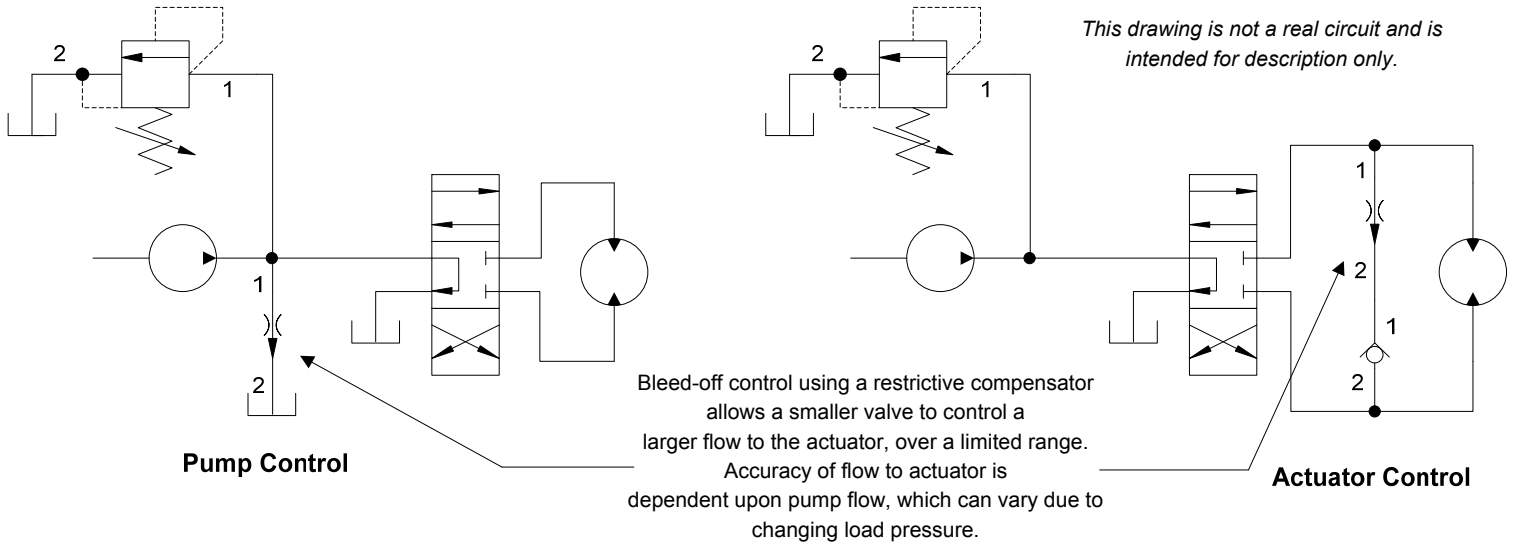 This drawing is not a real circuit and is
intended for description only.
2
1
2
1
1
2
1
2
1
2
Bleed-off control using a restrictive compensator
allows a smaller valve to control a
larger flow to the actuator, over a limited range.
Accuracy of flow to actuator is
dependent upon pump flow, which can vary due to
changing load pressure.
Pump Control
Actuator Control